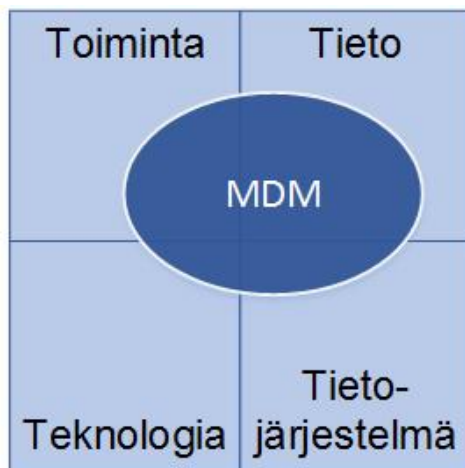 Toiminta
Tieto
MDM
Teknologia
Tieto-
järjestelmä